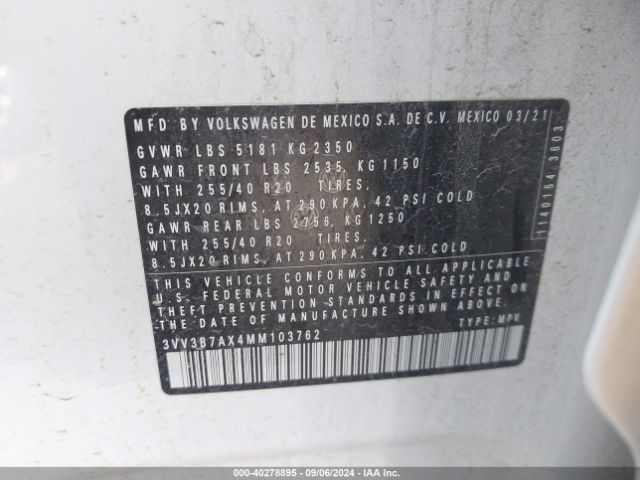 MFD BY VOLKSWAGEN DE MEXICO S.A. DE C.V. MEXICO 03/21
GVWR LBS 5181 KG 2350
GAWR FRONT LBS 2535, KG 1150
WITH 255/40 R20 TIRES,
8.5JX20 RIMS, AT 290 KPA, 42 PSI COLD
GAWR REAR LBS 2756, KG 1250
WITH 255/40 R20 TIRES,
8.5JX20 RIMS, AT 290 KPA, 42 PSI COLD
THIS VEHICLE CONFORMS TO ALL APPLICABLE
U.S. FEDERAL MOTOR VEHICLE SAFETY AND
THEFT PREVENTION STANDARDS IN EFFECT ON
THE DATE OF MANUFACTURE SHOWN ABOVE.
3VV3B7AX4MM103762 TYPE: MPV
1140164 3603
000-40278895 - 09/06/2024 - IAA Inc.